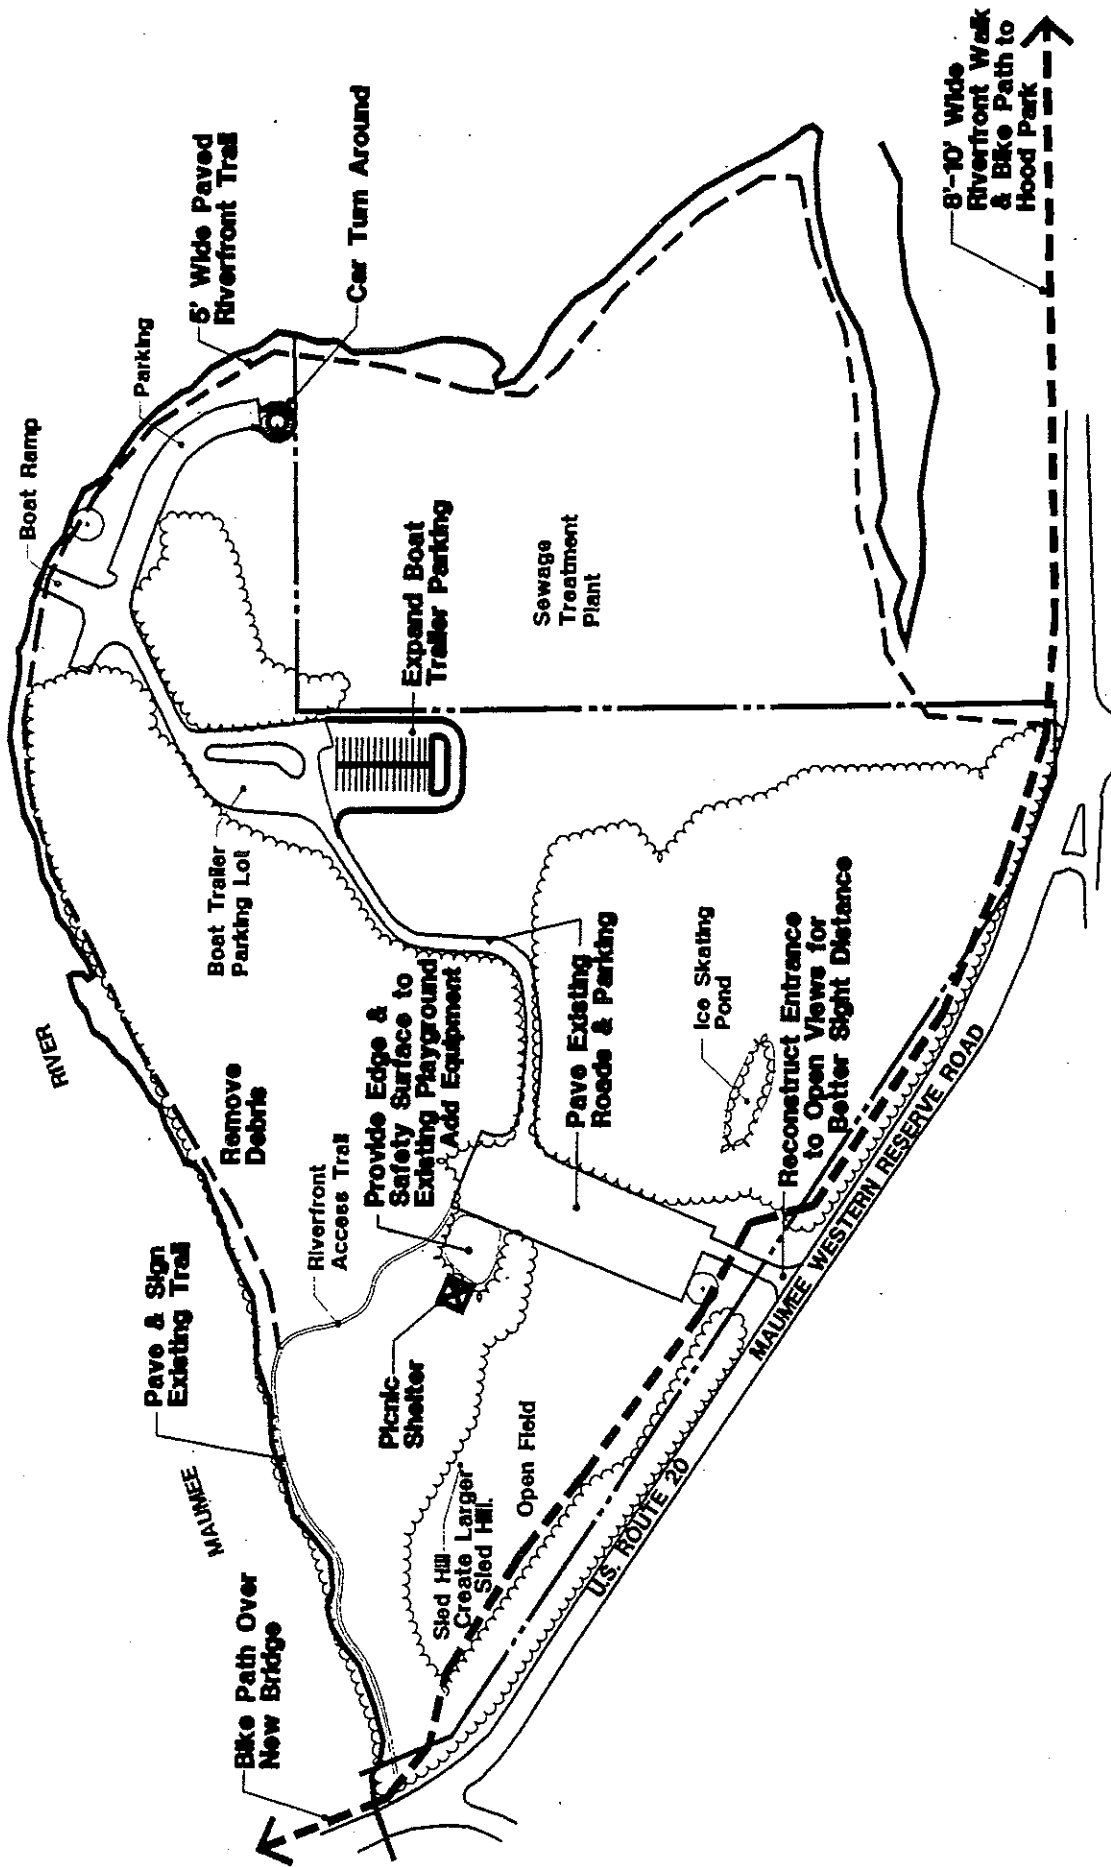 Bike Path Over
New Bridge
MAUMEE
Pave & Sign
Existing Trail
RIVER
Remove
Debris
Riverfront
Access Trail
Boat Trailer
Parking Lot
Boat Ramp
Parking
5' Wide Paved
Riverfront Trail
Car Turn Around
Picnic
Shelter
Provide Edge &
Safety Surface to
Existing Playground
Add Equipment
Expand Boat
Trailer Parking
Sled Hill
Create Larger
Sled Hill.
Open Field
Pave Existing
Roads & Parking
Sewage
Treatment
Plant
Ice Skating
Pond
Reconstruct Entrance
to Open Views for
Better Sight Distance
U.S. ROUTE 20
MAUMEE WESTERN RESERVE ROAD
8'-10' Wide
Riverfront Walk
& Bike Path to
Hood Park